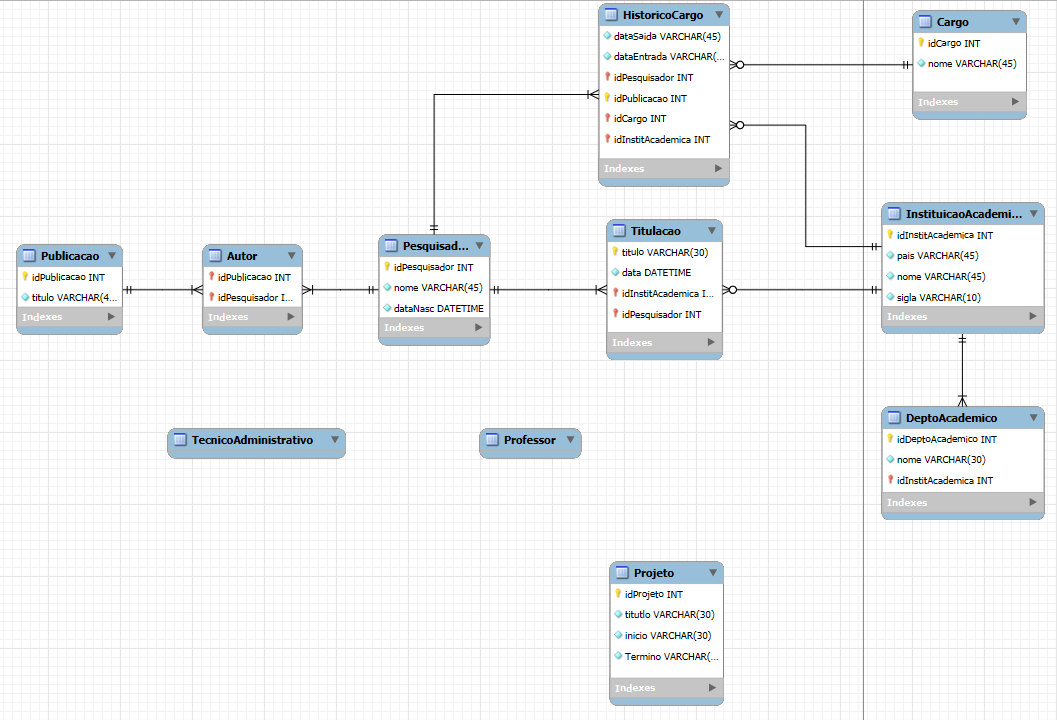 HistoricoCargo
dataSaida VARCHAR(45)
dataEntrada VARCHAR(...
idPesquisador INT
idPublicacao INT
idCargo INT
idInstitAcademica INT
Indexes
Cargo
idCargo INT
nome VARCHAR(45)
Indexes
Publicacao
idPublicacao INT
titulo VARCHAR(4...
Indexes
Autor
idPublicacao INT
idPesquisador I...
Indexes
Pesquisad...
idPesquisador INT
nome VARCHAR(45)
dataNasc DATETIME
Indexes
Titulacao
titulo VARCHAR(30)
data DATETIME
idInstitAcademica I...
idPesquisador INT
Indexes
InstituicaoAcademi...
idInstitAcademica INT
pais VARCHAR(45)
nome VARCHAR(45)
sigla VARCHAR(10)
Indexes
TecnicoAdministrativo
Professor
DeptoAcademico
idDeptoAcademico INT
nome VARCHAR(30)
idInstitAcademica INT
Indexes
Projeto
idProjeto INT
titutlo VARCHAR(30)
inicio VARCHAR(30)
Termino VARCHAR(...
Indexes